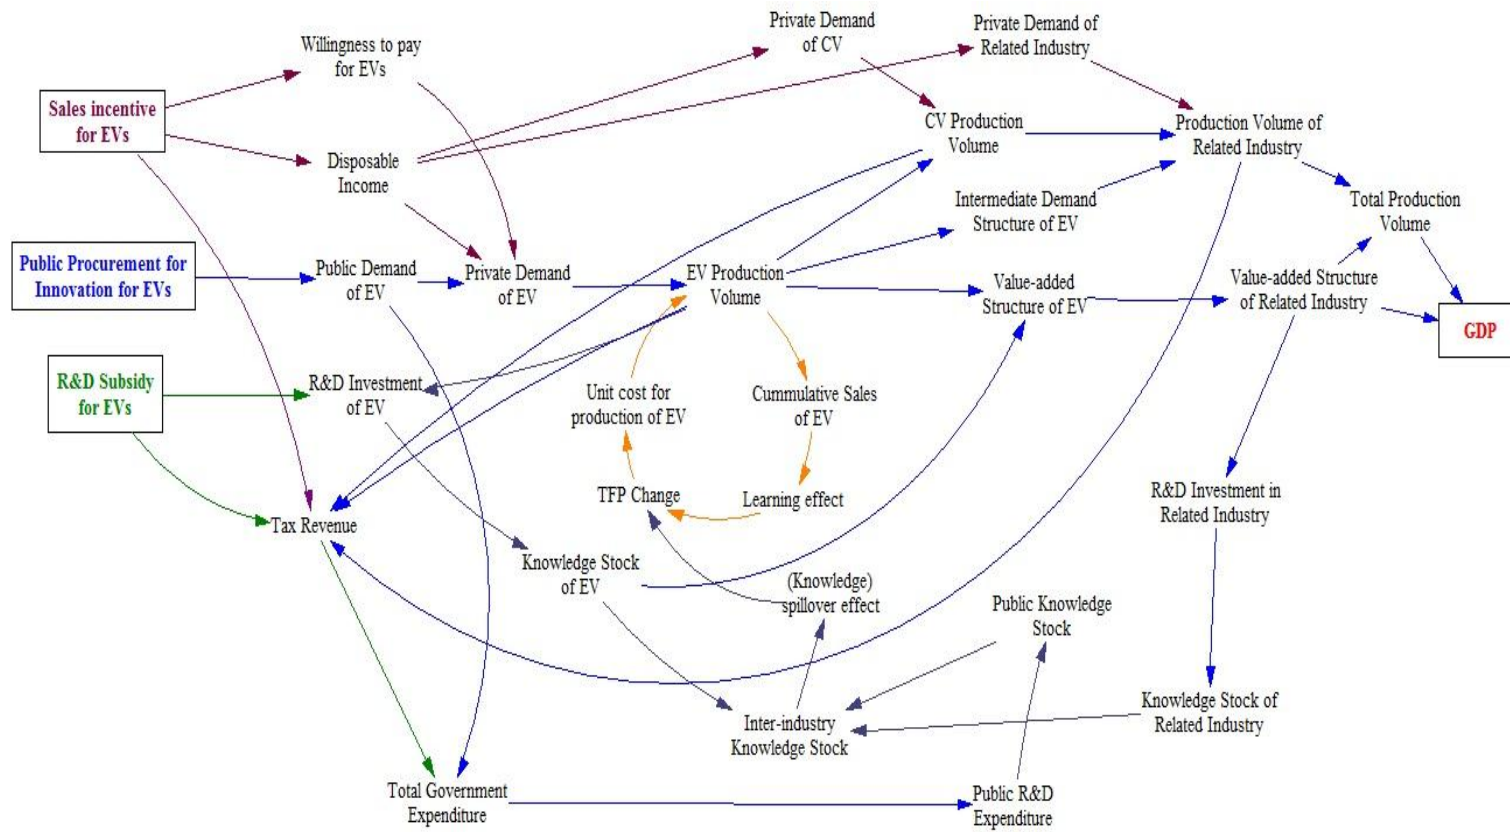 Private Demand
of CV
Private Demand of
Related Industry
Willingness to pay
for EVs
Sales incentive
for EVs
CV Production
Volume
Production Volume of
Related Industry
Disposable
Income
Intermediate Demand
Structure of EV
Total Production
Volume
Public Procurement for
Innovation for EVs
Public Demand
of EV
Private Demand
of EV
EV Production
Volume
Value-added
Structure of EV
Value-added Structure
of Related Industry
GDP
R&D Subsidy
for EVs
R&D Investment
of EV
Unit cost for
production of EV
Cummulative Sales
of EV
TFP Change
Learning effect
R&D Investment in
Related Industry
Tax Revenue
Knowledge Stock
of EV
(Knowledge)
spillover effect
Public Knowledge
Stock
Inter-industry
Knowledge Stock
Knowledge Stock of
Related Industry
Total Government
Expenditure
Public R&D
Expenditure